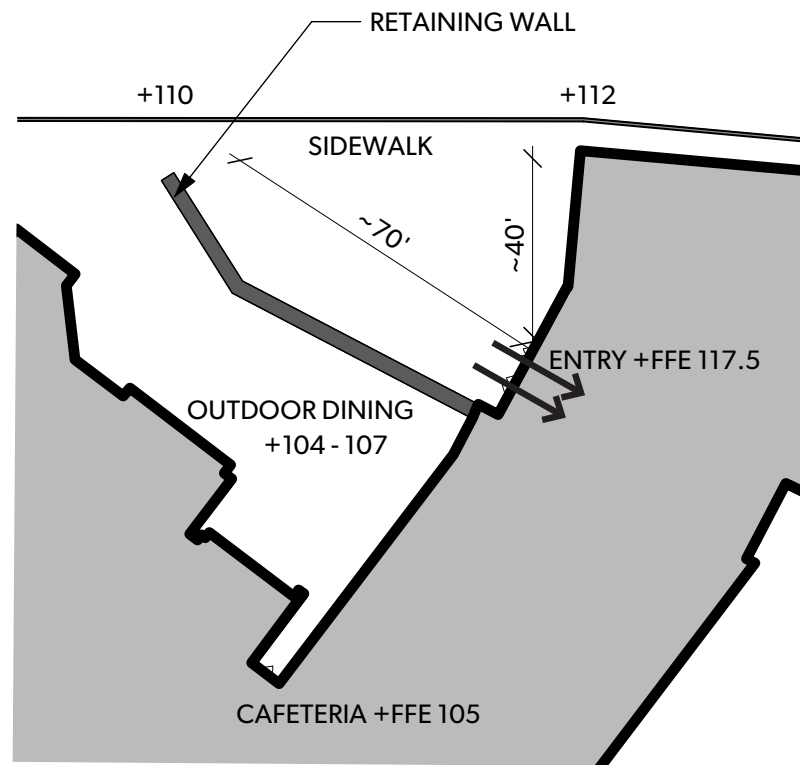 RETAINING WALL
+110
+112
SIDEWALK
~70'
~40'
ENTRY +FFE 117.5
OUTDOOR DINING
+104 - 107
CAFETERIA +FFE 105